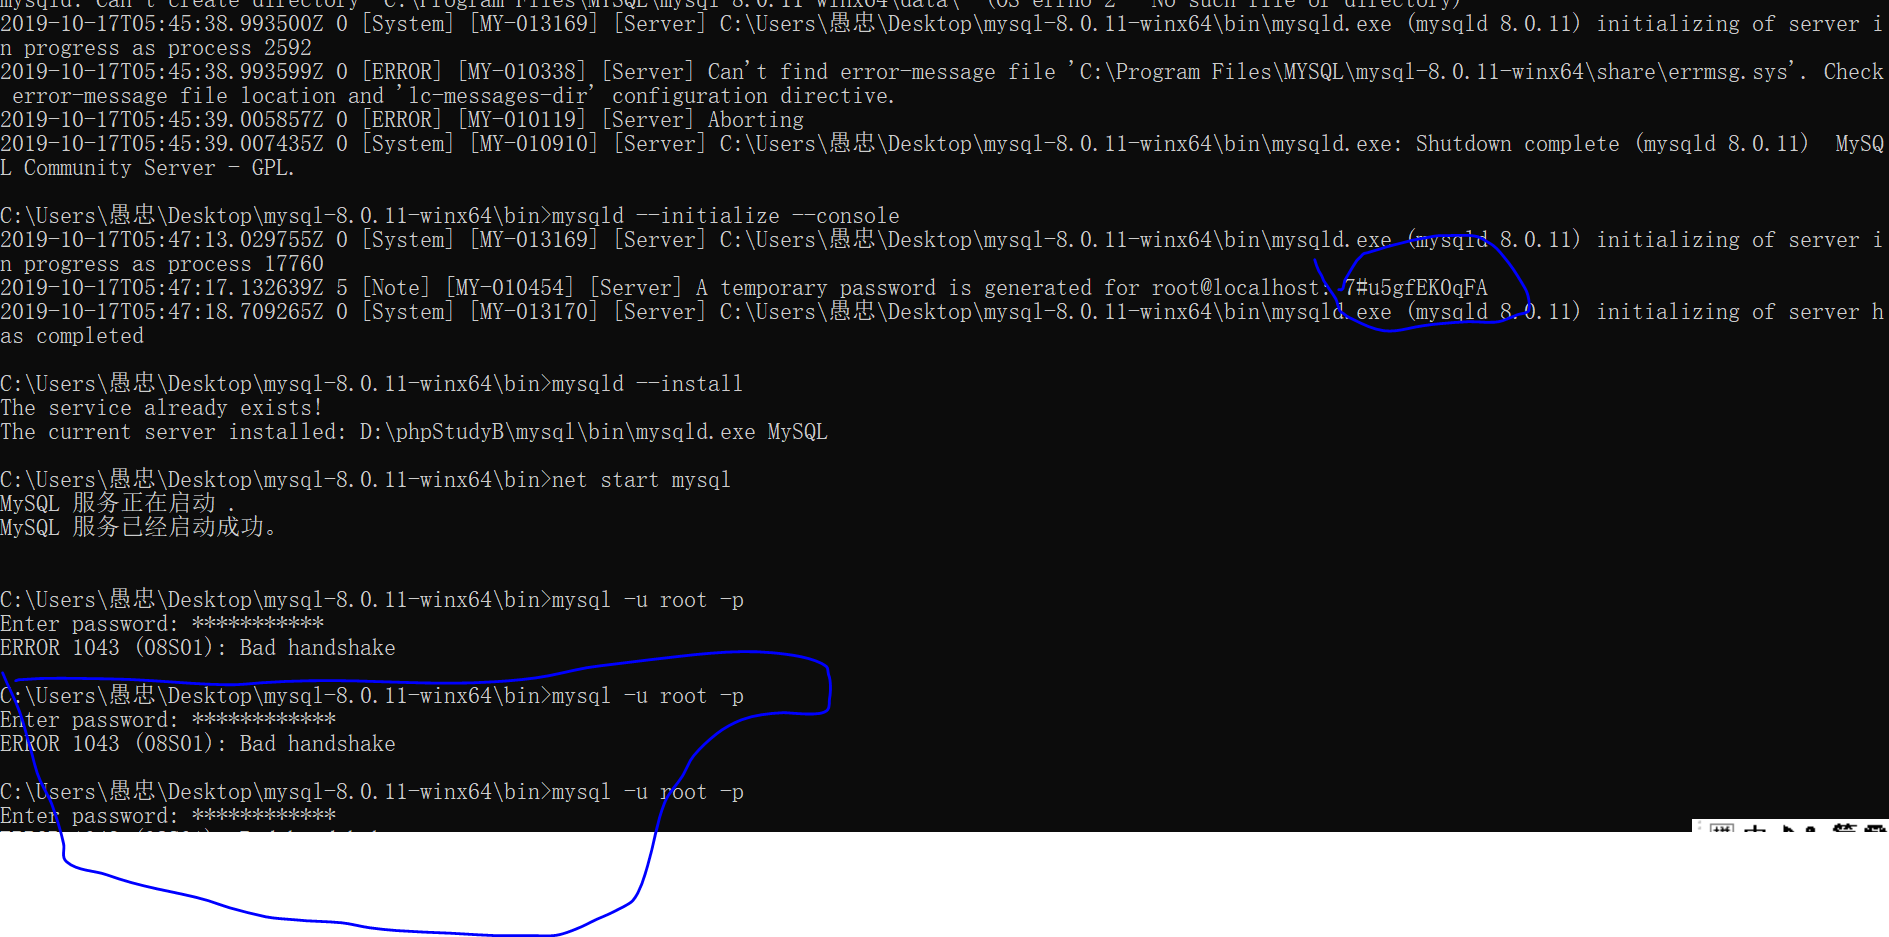 mysqld: Can't create directory 'C:\Program Files\MYSQL\mysql-8.0.11-winx64\data\' (OS errno 2 - No such file or directory)
2019-10-17T05:45:38.993500Z 0 [System] [MY-013169] [Server] C:\Users\愚忠\Desktop\mysql-8.0.11-winx64\bin\mysqld.exe (mysqld 8.0.11) initializing of server i
n progress as process 2592
2019-10-17T05:45:38.993599Z 0 [ERROR] [MY-010338] [Server] Can't find error-message file 'C:\Program Files\MYSQL\mysql-8.0.11-winx64\share\errmsg.sys'. Check
error-message file location and 'lc-messages-dir' configuration directive.
2019-10-17T05:45:39.005857Z 0 [ERROR] [MY-010119] [Server] Aborting
2019-10-17T05:45:39.007435Z 0 [System] [MY-010910] [Server] C:\Users\愚忠\Desktop\mysql-8.0.11-winx64\bin\mysqld.exe: Shutdown complete (mysqld 8.0.11)  MySQ
L Community Server - GPL.
C:\Users\愚忠\Desktop\mysql-8.0.11-winx64\bin>mysqld --initialize --console
2019-10-17T05:47:13.029755Z 0 [System] [MY-013169] [Server] C:\Users\愚忠\Desktop\mysql-8.0.11-winx64\bin\mysqld.exe (mysqld 8.0.11) initializing of server i
n progress as process 17760
2019-10-17T05:47:17.132639Z 5 [Note] [MY-010454] [Server] A temporary password is generated for root@localhost: 7#u5gfEKOqFA
2019-10-17T05:47:18.709265Z 0 [System] [MY-013170] [Server] C:\Users\愚忠\Desktop\mysql-8.0.11-winx64\bin\mysqld.exe (mysqld 8.0.11) initializing of server h
as completed
C:\Users\愚忠\Desktop\mysql-8.0.11-winx64\bin>mysqld --install
The service already exists!
The current server installed: D:\phpStudyB\mysql\bin\mysqld.exe MySQL
C:\Users\愚忠\Desktop\mysql-8.0.11-winx64\bin>net start mysql
MySQL 服务正在启动 .
MySQL 服务已经启动成功。
C:\Users\愚忠\Desktop\mysql-8.0.11-winx64\bin>mysql -u root -p
Enter password: ***********
ERROR 1043 (08S01): Bad handshake
C:\Users\愚忠\Desktop\mysql-8.0.11-winx64\bin>mysql -u root -p
Enter password: ************
ERROR 1043 (08S01): Bad handshake
C:\Users\愚忠\Desktop\mysql-8.0.11-winx64\bin>mysql -u root -p
Enter password: ************